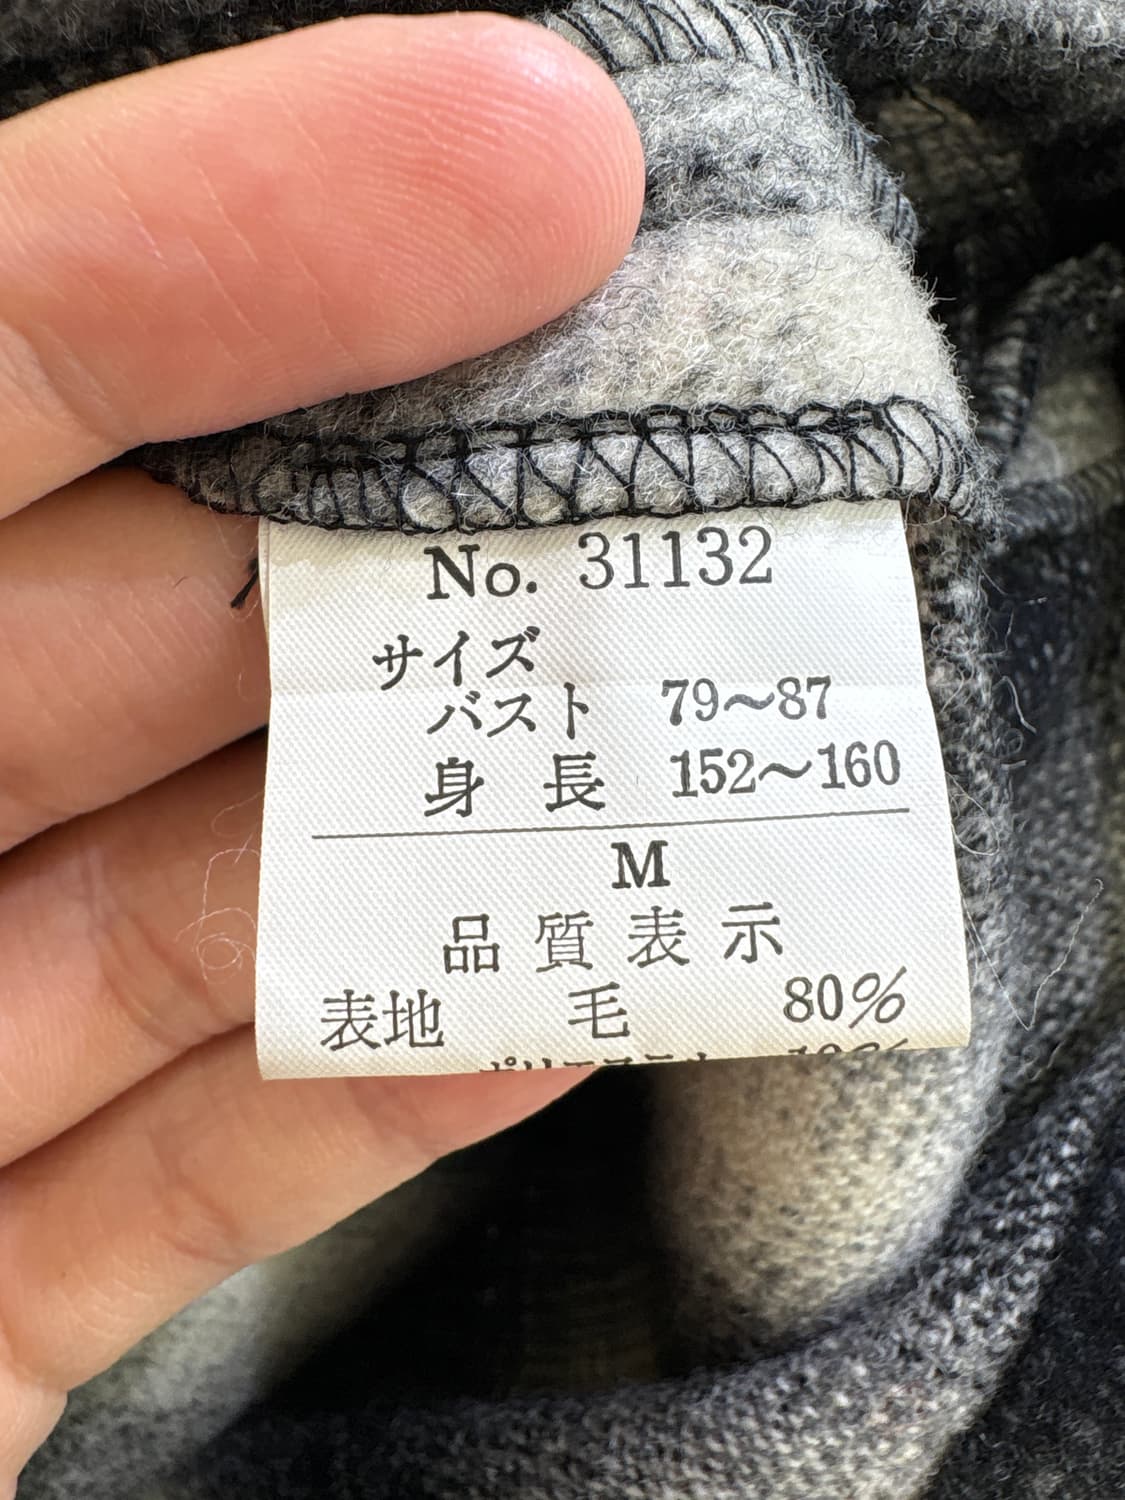 No. 31132
サイズ
バスト 79〜87
身長 152〜160
M
品質表示
表地 毛 80%